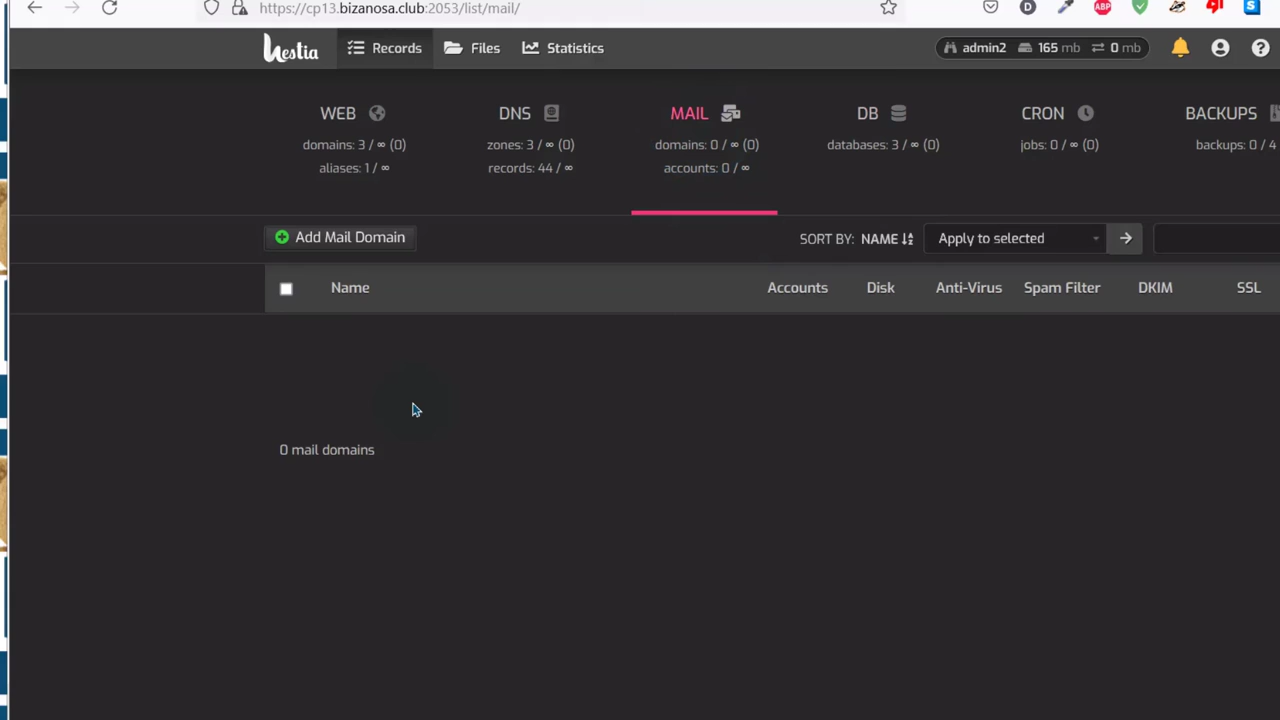 https://cp13.bizanosa.club:2053/list/mail/
D
ABP
S
hestia
Records
Files
Statistics
admin2
165 mb
0 mb
WEB
domains: 3 / ∞ (0)
aliases: 1 / ∞
DNS
zones: 3 / ∞ (0)
records: 44 / ∞
MAIL
domains: 0 / ∞ (0)
accounts: 0 / ∞
DB
databases: 3 / ∞ (0)
CRON
jobs: 0 / ∞ (0)
BACKUPS
backups: 0 / 4
Add Mail Domain
SORT BY: NAME
Apply to selected
Name
Accounts
Disk
Anti-Virus
Spam Filter
DKIM
SSL
0 mail domains